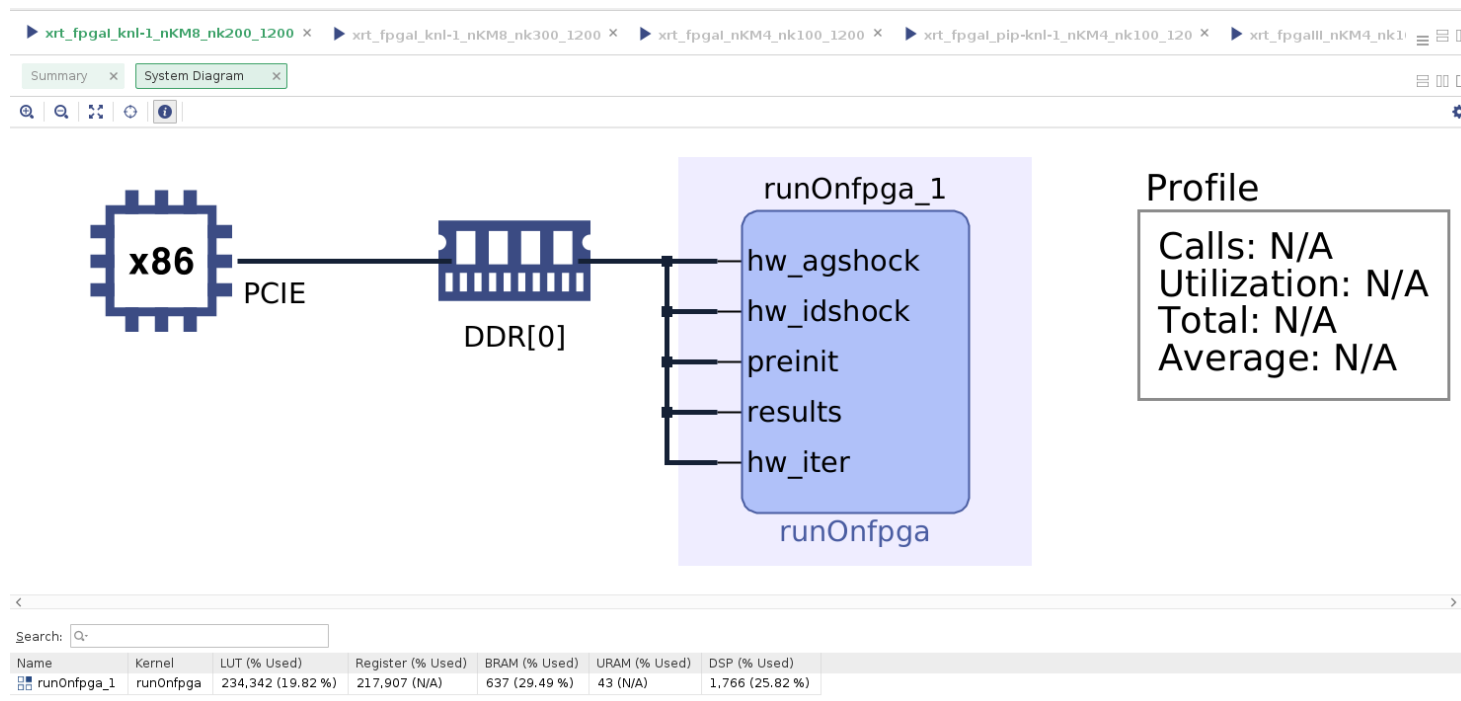 xrt_fpgaI_knl-1_nKM8_nk200_1200 × xrt_fpgaI_knl-1_nKM8_nk300_1200 × xrt_fpgaI_nKM4_nk100_1200 × xrt_fpgaI_pip-knl-1_nKM4_nk100_120 × xrt_fpgaIII_nKM4_nk1
Summary × System Diagram ×
runOnfpga_1
Profile
x86
PCIE
DDR[0]
hw_agshock
hw_idshock
preinit
results
hw_iter
runOnfpga
Calls: N/A
Utilization: N/A
Total: N/A
Average: N/A
Search:
Name Kernel LUT (% Used) Register (% Used) BRAM (% Used) URAM (% Used) DSP (% Used)
runOnfpga_1 runOnfpga 234,342 (19.82 %) 217,907 (N/A) 637 (29.49 %) 43 (N/A) 1,766 (25.82 %)